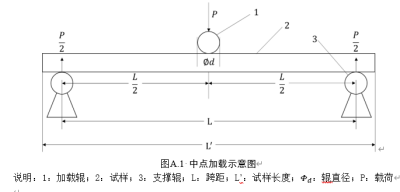 P 1
2
P/2 P/2
3
Ød
L/2 L/2
L
L'
图A.1 中点加载示意图
说明：1：加载辊；2：试样；3：支撑辊；L：跨距；L'：试样长度；Φd：辊直径；P：载荷